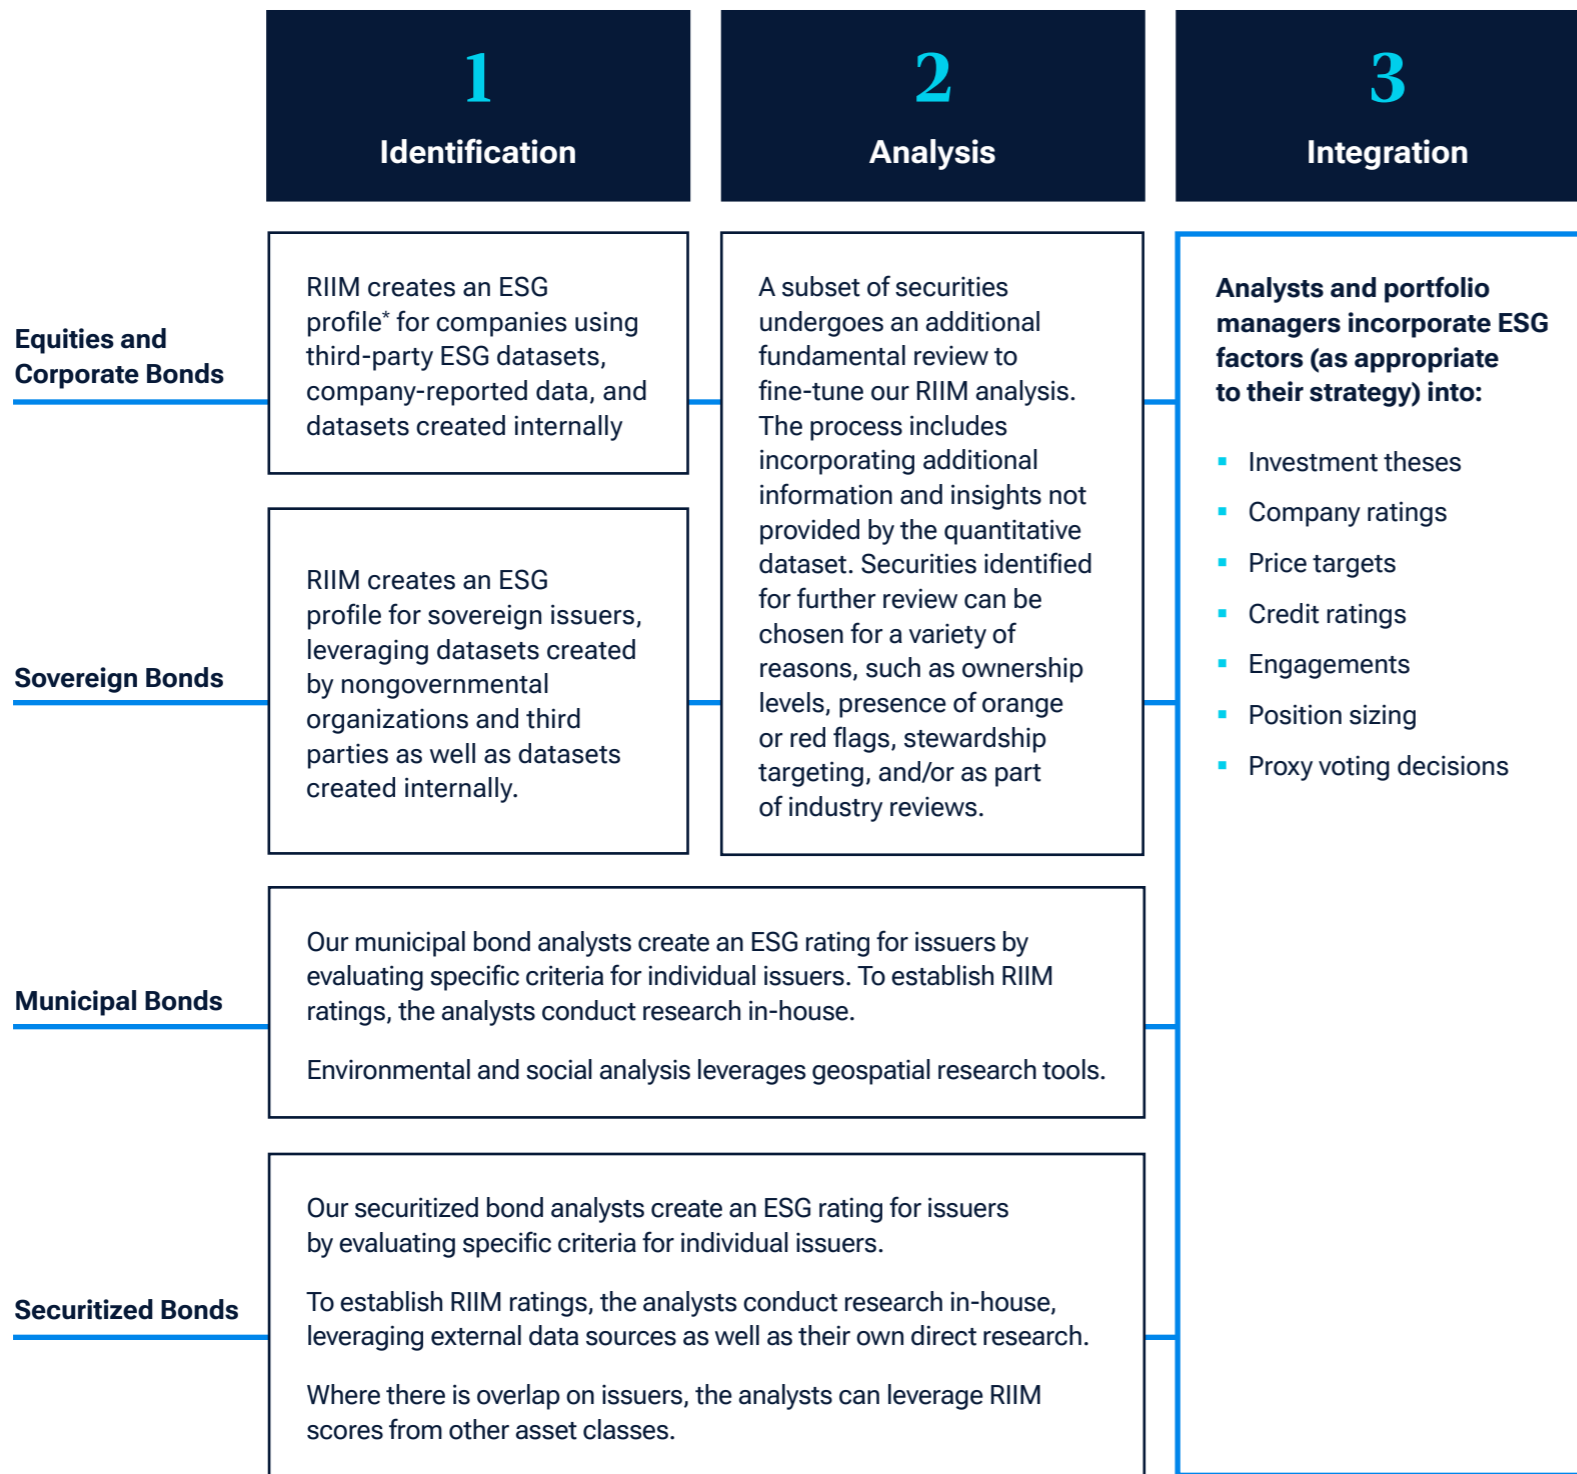 1
Identification
2
Analysis
3
Integration
Equities and
Corporate Bonds
RIIM creates an ESG
profile* for companies using
third-party ESG datasets,
company-reported data, and
datasets created internally
Sovereign Bonds
RIIM creates an ESG
profile for sovereign issuers,
leveraging datasets created
by nongovernmental
organizations and third
parties as well as datasets
created internally.
A subset of securities
undergoes an additional
fundamental review to
fine-tune our RIIM analysis.
The process includes
incorporating additional
information and insights not
provided by the quantitative
dataset. Securities identified
for further review can be
chosen for a variety of
reasons, such as ownership
levels, presence of orange
or red flags, stewardship
targeting, and/or as part
of industry reviews.
Municipal Bonds
Our municipal bond analysts create an ESG rating for issuers by
evaluating specific criteria for individual issuers. To establish RIIM
ratings, the analysts conduct research in-house.
Environmental and social analysis leverages geospatial research tools.
Securitized Bonds
Our securitized bond analysts create an ESG rating for issuers
by evaluating specific criteria for individual issuers.
To establish RIIM ratings, the analysts conduct research in-house,
leveraging external data sources as well as their own direct research.
Where there is overlap on issuers, the analysts can leverage RIIM
scores from other asset classes.
Analysts and portfolio
managers incorporate ESG
factors (as appropriate
to their strategy) into:
▪ Investment theses
▪ Company ratings
▪ Price targets
▪ Credit ratings
▪ Engagements
▪ Position sizing
▪ Proxy voting decisions